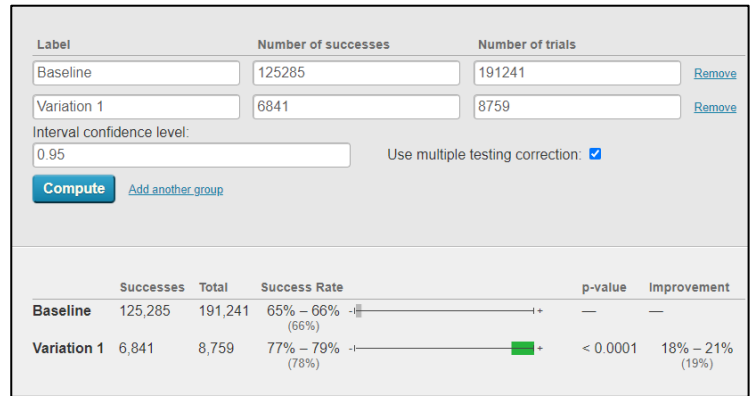 Label Number of successes Number of trials
Baseline 125285 191241 Remove
Variation 1 6841 8759 Remove
Interval confidence level:
0.95 Use multiple testing correction:
Compute Add another group
Successes Total Success Rate p-value Improvement
Baseline 125,285 191,241 65% – 66% - + — —
(66%)
Variation 1 6,841 8,759 77% – 79% - + < 0.0001 18% – 21%
(78%) (19%)